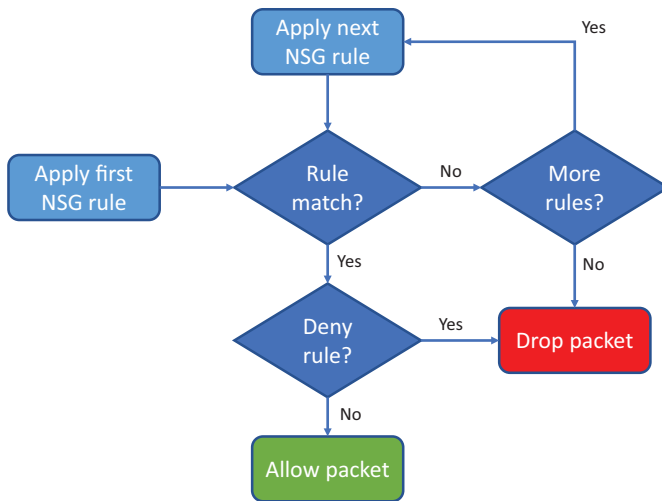 Apply next
NSG rule
Yes
Apply first
NSG rule
Rule
match?
No
More
rules?
Yes
No
Deny
rule?
Yes
Drop packet
No
Allow packet